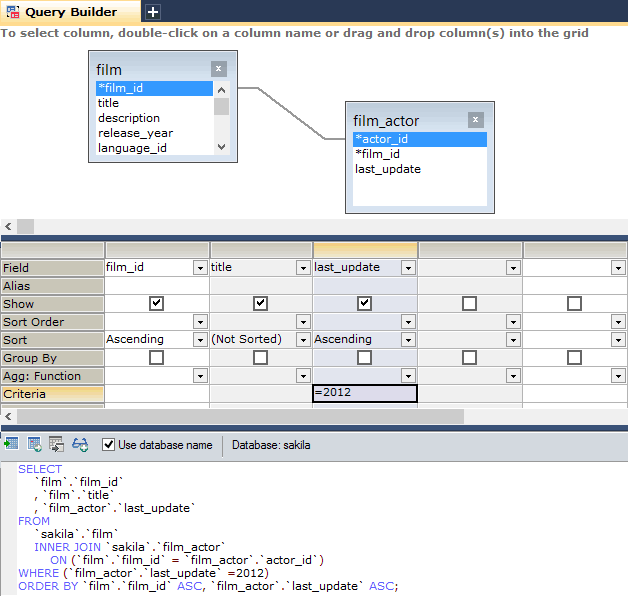 Query Builder
To select column, double-click on a column name or drag and drop column(s) into the grid
film x
*film_id
title
description
release_year
language_id
film_actor x
*actor_id
*film_id
last_update
Field film_id title last_update
Alias
Show
Sort Order
Sort Ascending (Not Sorted) Ascending
Group By
Agg: Function
Criteria =2012
Use database name Database: sakila
SELECT
`film`.`film_id`
, `film`.`title`
, `film_actor`.`last_update`
FROM
`sakila`.`film`
INNER JOIN `sakila`.`film_actor`
ON (`film`.`film_id` = `film_actor`.`actor_id`)
WHERE (`film_actor`.`last_update` =2012)
ORDER BY `film`.`film_id` ASC, `film_actor`.`last_update` ASC;